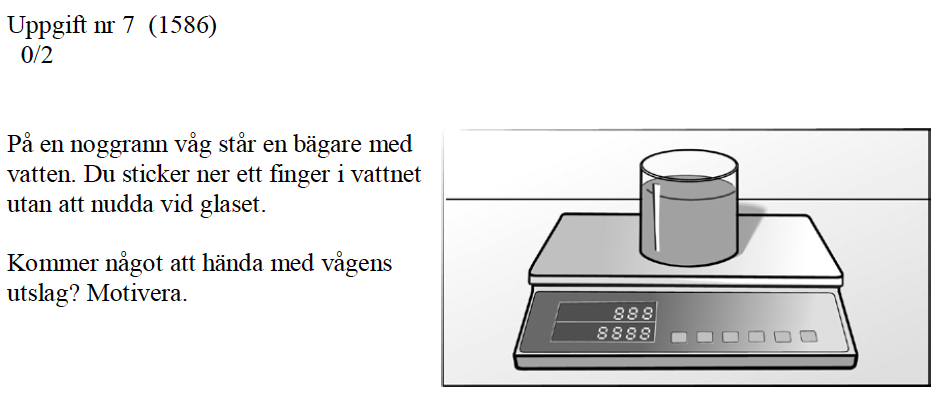 Uppgift nr 7 (1586)
0/2
På en noggrann våg står en bägare med
vatten. Du sticker ner ett finger i vattnet
utan att nudda vid glaset.
Kommer något att hända med vågens
utslag? Motivera.
888
8888